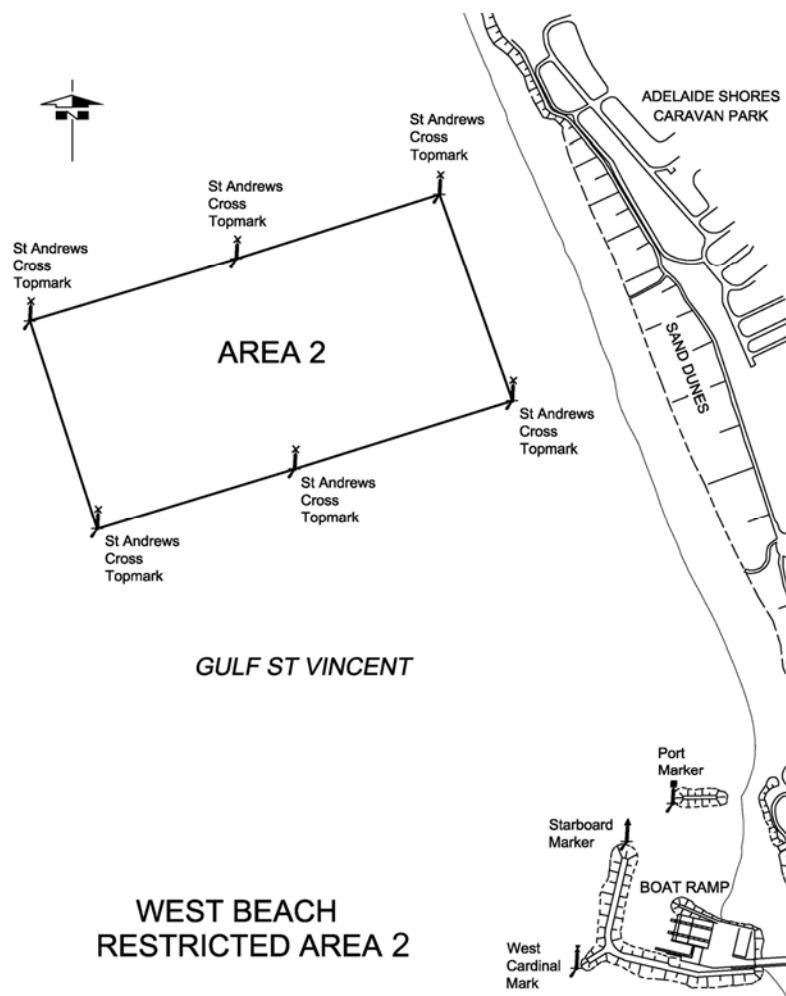 ADELAIDE SHORES
CARAVAN PARK
N
St Andrews
Cross
Topmark
St Andrews
Cross
Topmark
St Andrews
Cross
Topmark
AREA 2
SAND DUNES
St Andrews
Cross
Topmark
St Andrews
Cross
Topmark
St Andrews
Cross
Topmark
GULF ST VINCENT
Port
Marker
Starboard
Marker
BOAT RAMP
WEST BEACH
RESTRICTED AREA 2
West
Cardinal
Mark